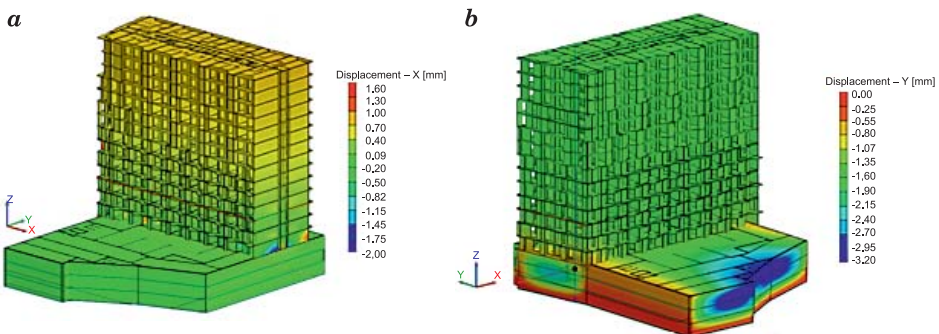 a
Displacement – X [mm]
1.60
1.30
1.00
0.70
0.40
0.09
-0.20
-0.50
-0.82
-1.15
-1.45
-1.75
-2,00
Z
Y
X
b
Displacement – Y [mm]
0.00
-0.25
-0.55
-0.80
-1.07
-1.35
-1.60
-1.90
-2.15
-2.40
-2.70
-2.95
-3.20
Z
Y
X